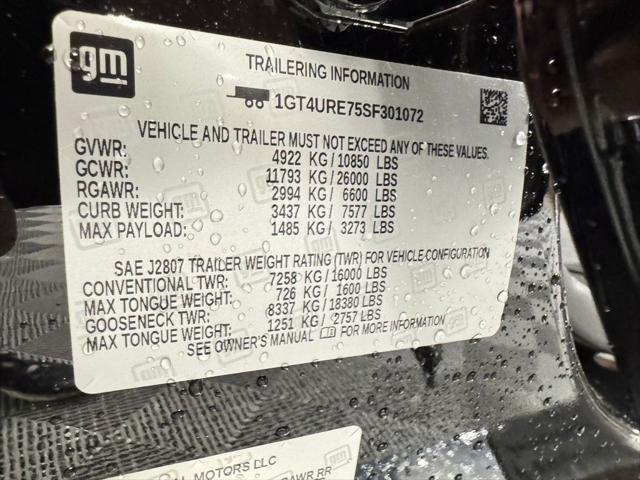 gm
TRAILERING INFORMATION
1GT4URE75SF301072
VEHICLE AND TRAILER MUST NOT EXCEED ANY OF THESE VALUES.
GVWR: 4922 KG/10850 LBS
GCWR: 11793 KG/26000 LBS
RGAWR: 2994 KG/ 6600 LBS
CURB WEIGHT: 3437 KG/ 7577 LBS
MAX PAYLOAD: 1485 KG/ 3273 LBS
SAE J2807 TRAILER WEIGHT RATING (TWR) FOR VEHICLE CONFIGURATION
CONVENTIONAL TWR: 7258 KG/16000 LBS
MAX TONGUE WEIGHT: 726 KG/ 1600 LBS
GOOSENECK TWR: 8337 KG/18380 LBS
MAX TONGUE WEIGHT: 1251 KG/ 2757 LBS
SEE OWNER'S MANUAL FOR MORE INFORMATION
MOTORS DLC
GAWR RR